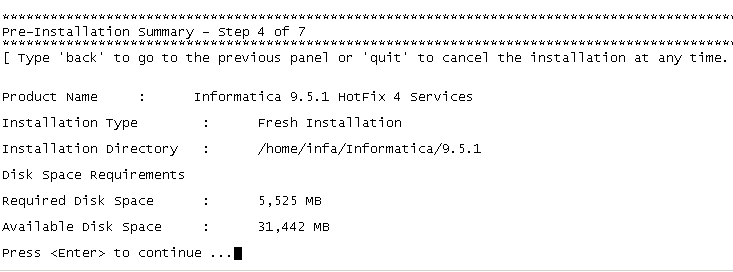 ********************************************************************************
Pre-Installation Summary - Step 4 of 7
********************************************************************************
[ Type 'back' to go to the previous panel or 'quit' to cancel the installation at any time.
Product Name : Informatica 9.5.1 HotFix 4 Services
Installation Type : Fresh Installation
Installation Directory : /home/infa/Informatica/9.5.1
Disk Space Requirements
Required Disk Space : 5,525 MB
Available Disk Space : 31,442 MB
Press <Enter> to continue ...